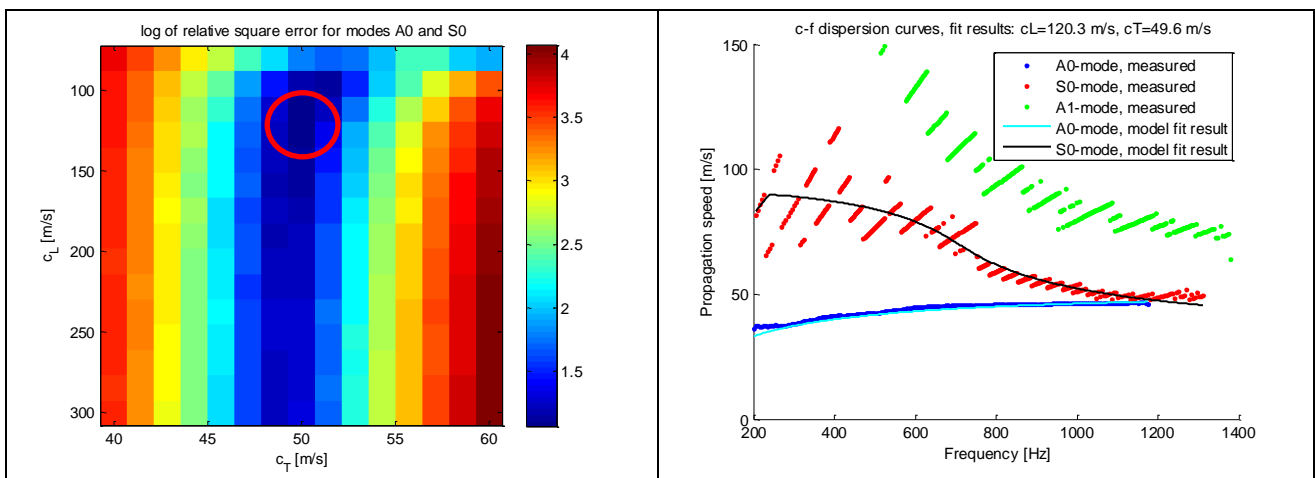 log of relative square error for modes A0 and S0
c_L [m/s]
100
150
200
250
300
40
45
50
55
60
c_T [m/s]
4
3.5
3
2.5
2
1.5
c-f dispersion curves, fit results: cL=120.3 m/s, cT=49.6 m/s
Propagation speed [m/s]
150
100
50
0
200
400
600
800
1000
1200
1400
Frequency [Hz]
A0-mode, measured
S0-mode, measured
A1-mode, measured
A0-mode, model fit result
S0-mode, model fit result